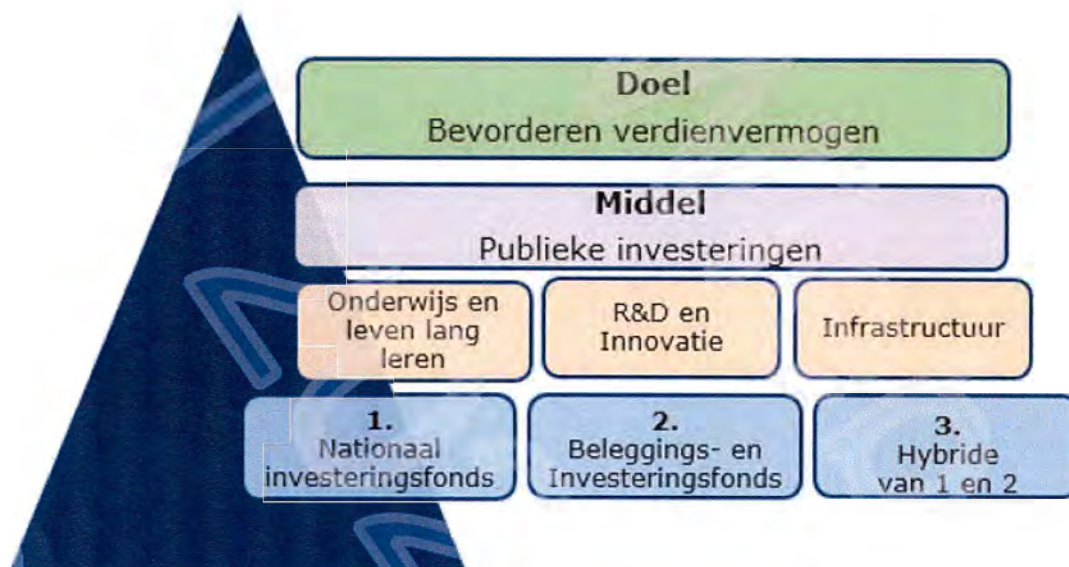 Doel
Bevorderen verdienvermogen
Middel
Publieke investeringen
Onderwijs en
leven lang
leren
R&D en
Innovatie
Infrastructuur
1.
Nationaal
investeringsfonds
2.
Beleggings- en
Investeringsfonds
3.
Hybride
van 1 en 2